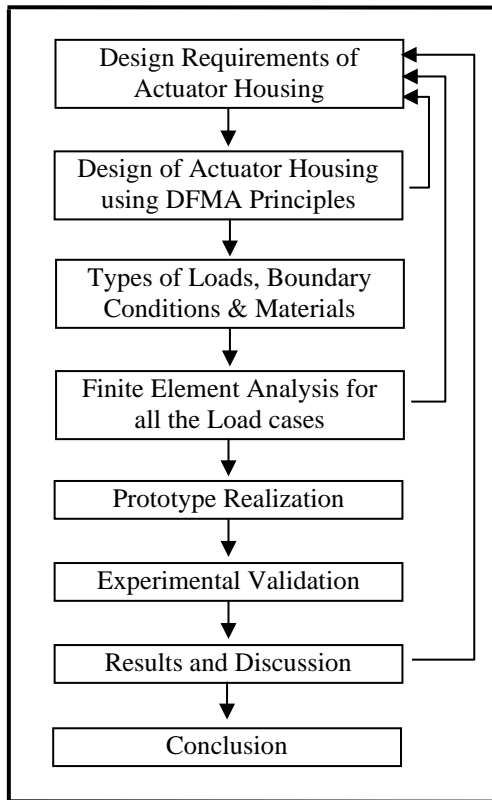 Design Requirements of
Actuator Housing
Design of Actuator Housing
using DFMA Principles
Types of Loads, Boundary
Conditions & Materials
Finite Element Analysis for
all the Load cases
Prototype Realization
Experimental Validation
Results and Discussion
Conclusion